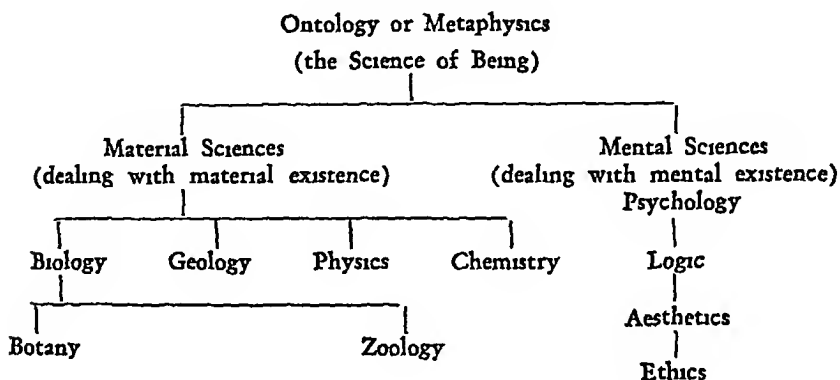 Ontology or Metaphysics
(the Science of Being)
Material Sciences
(dealing with material existence)
Mental Sciences
(dealing with mental existence)
Psychology
Biology Geology Physics Chemistry Logic
Aesthetics
Botany Zoology
Ethics